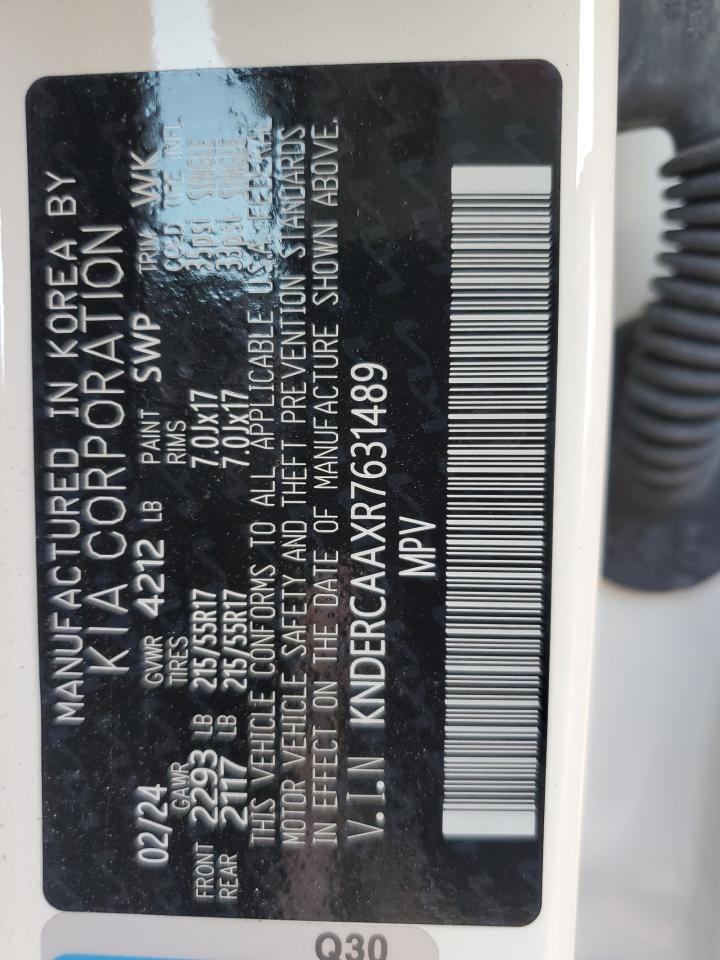 MANUFACTURED IN KOREA BY
KIA CORPORATION
02/24 GVWR 4212 LB PAINT SWP TRIM WK
GAWR TIRES RIMS COLD TIRE INFL
FRONT 2293 LB 215/55R17 7.0Jx17 35psi SINGLE
REAR 2117 LB 215/55R17 7.0Jx17 33psi SINGLE
THIS VEHICLE CONFORMS TO ALL APPLICABLE U.S.A. FEDERAL
MOTOR VEHICLE SAFETY AND THEFT PREVENTION STANDARDS
IN EFFECT ON THE DATE OF MANUFACTURE SHOWN ABOVE.
V.I.N KNDERCAAXR7631489
MPV
Q30